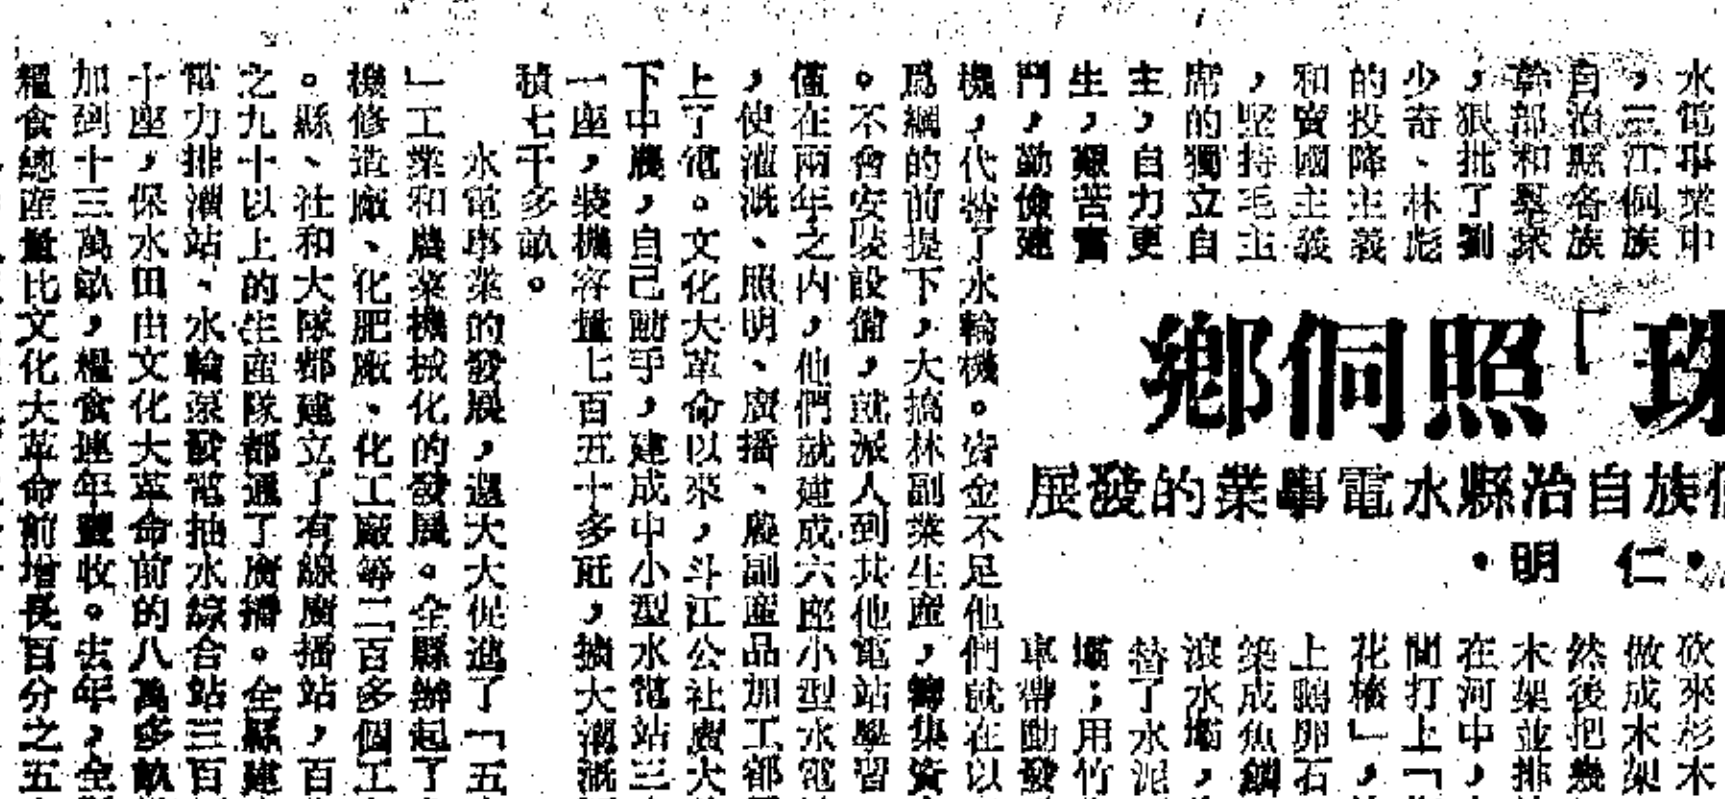 珠「照侗鄉
侗族自治縣水電事業的發展
·仁 明·
水電事業中
，三江侗族
自治縣各族
幹部和羣衆
，狠批了劉
少奇、林彪
的投降主義
和賣國主義
，堅持毛主
席的獨立自
主，自力更
生，艱苦奮
鬥，勤儉建
砍來杉木
做成木架
然後把幾
木架並排
在河中，
間打上「
花樁」，
上鵝卵石
築成魚鱗
滾水壩，
替了水泥
壩；用竹
車帶動發
機，代替了水輪機。資金不足他們就在以
爲綱的前提下，大搞林副業生產，籌集資
。不會安裝設備，就派人到其他電站學習
僅在兩年之內，他們就建成六座小型水電
，使灌溉、照明、廣播、農副產品加工都
上了電。文化大革命以來，斗江公社大
下中農，自己動手，建成中小型水電站三
一座，裝機容量七百五十多瓩，擴大灌溉
積七千多畝。
水電事業的發展，還大大促進了「五
」工業和農業機械化的發展。全縣辦起了
機修造廠、化肥廠、化工廠等二百多個工
。縣、社和大隊都建立了有線廣播站，百
之九十以上的生產隊都通了廣播。全縣建
電力排灌站、水輪泵發電抽水綜合站三百
十座，保水田由文化大革命前的八萬多畝
加到十三萬畝，糧食連年豐收。去年，全
糧食總產量比文化大革命前增長百分之五